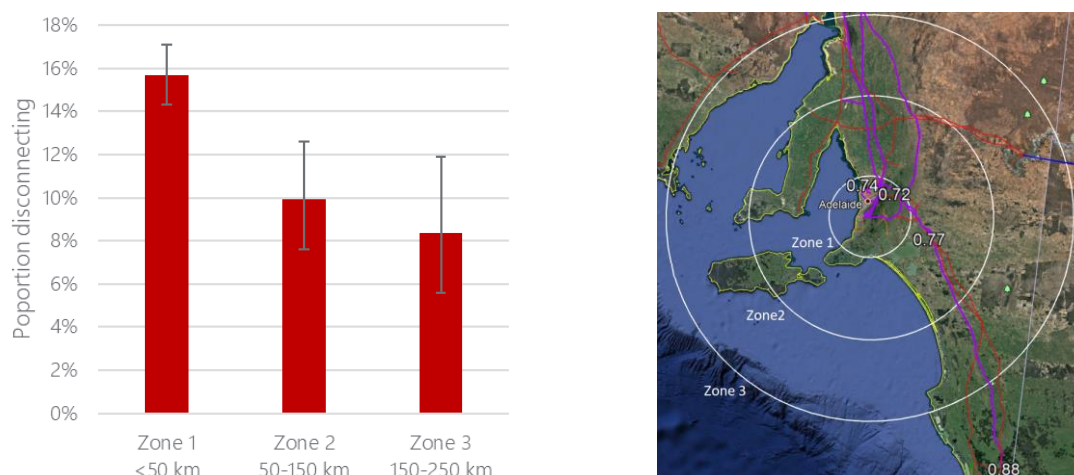 18%
16%
14%
12%
10%
8%
6%
4%
2%
0%
Poportion disconnecting
Zone 1
<50 km
Zone 2
50-150 km
Zone 3
150-250 km
0.74
0.72
Adelaide
0.77
Zone 1
Zone2
Zone 3
0.88